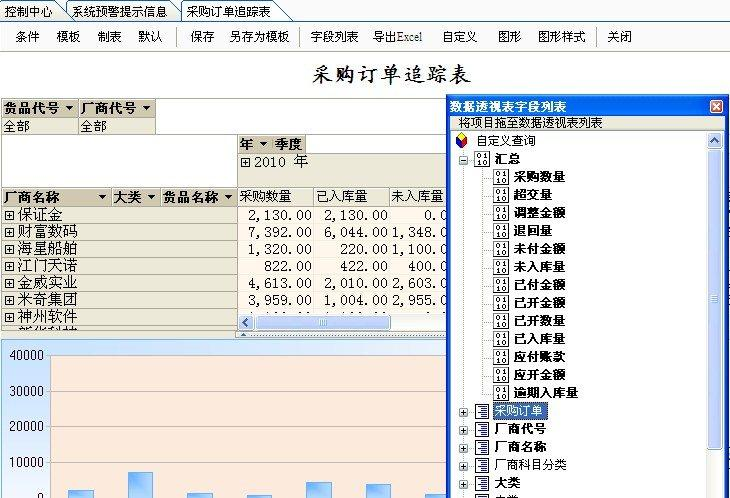 控制中心 系统预警提示信息 采购订单追踪表
条件 模板 制表 默认 保存 另存为模板 字段列表 导出Excel 自定义 图形 图形样式 关闭
采购订单追踪表
货品代号 厂商代号
全部 全部
年 季度
2010 年
厂商名称 大类 货品名称 采购数量 已入库量 未入库量
保证金 2,130.00 2,130.00 0.0
财富数码 7,392.00 6,044.00 1,348.0
海星船舶 1,320.00 220.00 1,100.0
江门天诺 822.00 422.00 400.0
金威实业 4,613.00 2,010.00 2,603.0
米奇集团 3,959.00 1,004.00 2,955.0
神州软件
40000
30000
20000
10000
0
数据透视表字段列表
将项目拖至数据透视表列表
自定义查询
汇总
采购数量
超交量
调整金额
退回量
未付金额
未入库量
已付金额
已开金额
已开数量
已入库量
应付账款
应开金额
逾期入库量
采购订单
厂商代号
厂商名称
厂商科目分类
大类